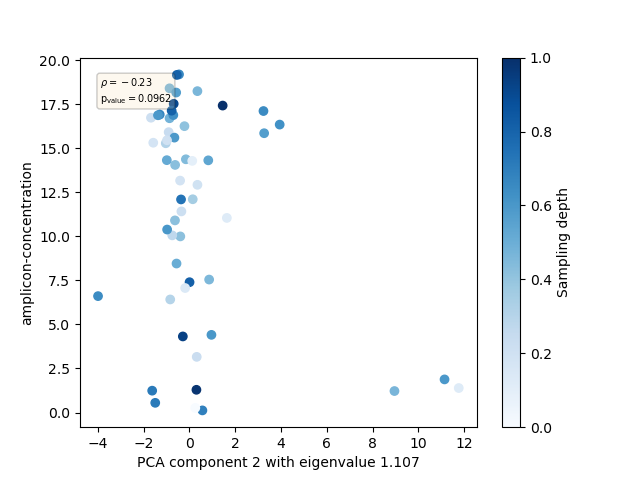 20.0
17.5
15.0
12.5
10.0
7.5
5.0
2.5
0.0
amplicon-concentration
ρ = −0.23
p_value = 0.0962
−4 −2 0 2 4 6 8 10 12
PCA component 2 with eigenvalue 1.107
1.0
0.8
0.6
0.4
0.2
0.0
Sampling depth